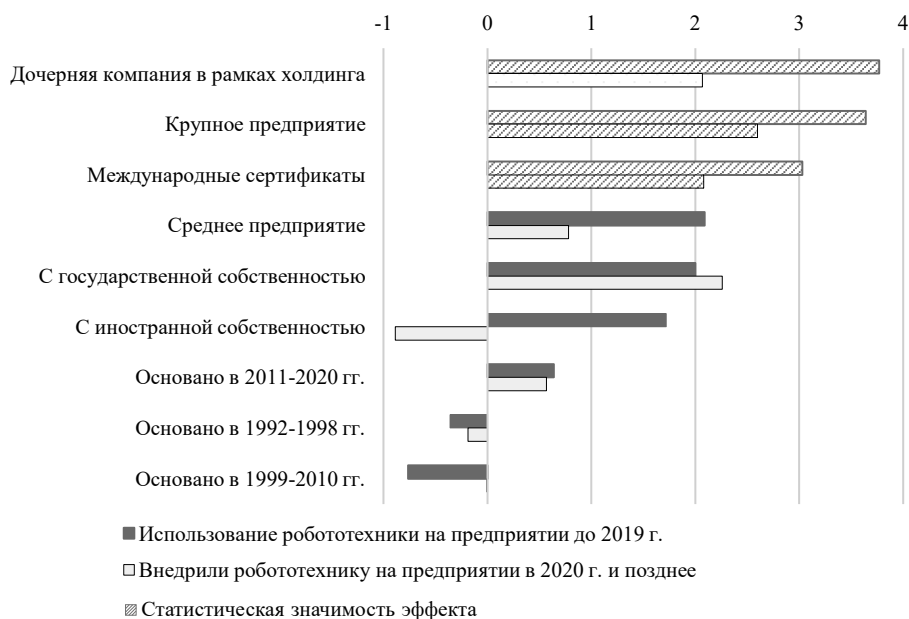 -1 0 1 2 3 4
Дочерняя компания в рамках холдинга
Крупное предприятие
Международные сертификаты
Среднее предприятие
С государственной собственностью
С иностранной собственностью
Основано в 2011-2020 гг.
Основано в 1992-1998 гг.
Основано в 1999-2010 гг.
Использование робототехники на предприятии до 2019 г.
Внедрили робототехнику на предприятии в 2020 г. и позднее
Статистическая значимость эффекта